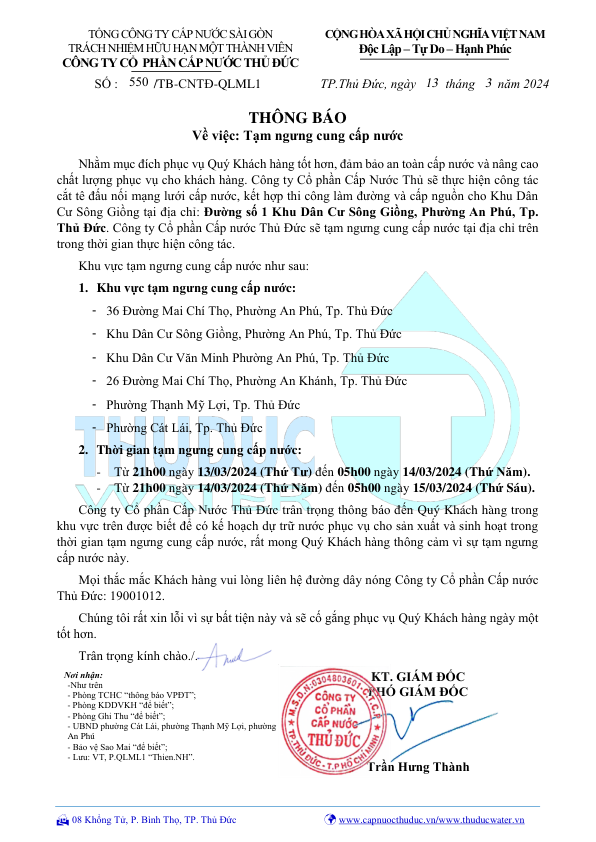 TỔNG CÔNG TY CẤP NƯỚC SÀI GÒN
TRÁCH NHIỆM HỮU HẠN MỘT THÀNH VIÊN
CÔNG TY CỔ PHẦN CẤP NƯỚC THỦ ĐỨC
SỐ : 550 /TB-CNTĐ-QLML1
CỘNG HÒA XÃ HỘI CHỦ NGHĨA VIỆT NAM
Độc Lập – Tự Do – Hạnh Phúc
TP.Thủ Đức, ngày 13 tháng 3 năm 2024
THÔNG BÁO
Về việc: Tạm ngưng cung cấp nước
Nhằm mục đích phục vụ Quý Khách hàng tốt hơn, đảm bảo an toàn cấp nước và nâng cao
chất lượng phục vụ cho khách hàng. Công ty Cổ phần Cấp Nước Thủ sẽ thực hiện công tác
cắt tê đấu nối mạng lưới cấp nước, kết hợp thi công làm đường và cấp nguồn cho Khu Dân
Cư Sông Giồng tại địa chỉ: Đường số 1 Khu Dân Cư Sông Giồng, Phường An Phú, Tp.
Thủ Đức. Công ty Cổ phần Cấp nước Thủ Đức sẽ tạm ngưng cung cấp nước tại địa chỉ trên
trong thời gian thực hiện công tác.
Khu vực tạm ngưng cung cấp nước như sau:
1. Khu vực tạm ngưng cung cấp nước:
- 36 Đường Mai Chí Thọ, Phường An Phú, Tp. Thủ Đức
- Khu Dân Cư Sông Giồng, Phường An Phú, Tp. Thủ Đức
- Khu Dân Cư Văn Minh Phường An Phú, Tp. Thủ Đức
- 26 Đường Mai Chí Thọ, Phường An Khánh, Tp. Thủ Đức
- Phường Thạnh Mỹ Lợi, Tp. Thủ Đức
- Phường Cát Lái, Tp. Thủ Đức
THUDUC
WATER
2. Thời gian tạm ngưng cung cấp nước:
- Từ 21h00 ngày 13/03/2024 (Thứ Tư) đến 05h00 ngày 14/03/2024 (Thứ Năm).
- Từ 21h00 ngày 14/03/2024 (Thứ Năm) đến 05h00 ngày 15/03/2024 (Thứ Sáu).
Công ty Cổ phần Cấp Nước Thủ Đức trân trọng thông báo đến Quý Khách hàng trong
khu vực trên được biết để có kế hoạch dự trữ nước phục vụ cho sản xuất và sinh hoạt trong
thời gian tạm ngưng cung cấp nước, rất mong Quý Khách hàng thông cảm vì sự tạm ngưng
cấp nước này.
Mọi thắc mắc Khách hàng vui lòng liên hệ đường dây nóng Công ty Cổ phần Cấp nước
Thủ Đức: 19001012.
Chúng tôi rất xin lỗi vì sự bất tiện này và sẽ cố gắng phục vụ Quý Khách hàng ngày một
tốt hơn.
Trân trọng kính chào./.
Nơi nhận:
-Như trên
- Phòng TCHC “thông báo VPĐT”;
- Phòng KDDVKH “để biết”;
- Phòng Ghi Thu “để biết”;
- UBND phường Cát Lái, phường Thạnh Mỹ Lợi, phường
An Phú
- Bảo vệ Sao Mai “để biết”;
- Lưu: VT, P.QLML1 “Thien.NH”.
KT. GIÁM ĐỐC
PHÓ GIÁM ĐỐC
M.S.D.N:0304803601-C.T.C.P
CÔNG TY
CỔ PHẦN
CẤP NƯỚC
THỦ ĐỨC
TP.THỦ ĐỨC - T.P HỒ CHÍ MINH
Trần Hưng Thành
08 Khổng Tử, P. Bình Thọ, TP. Thủ Đức
www.capnuocthuduc.vn/www.thuducwater.vn